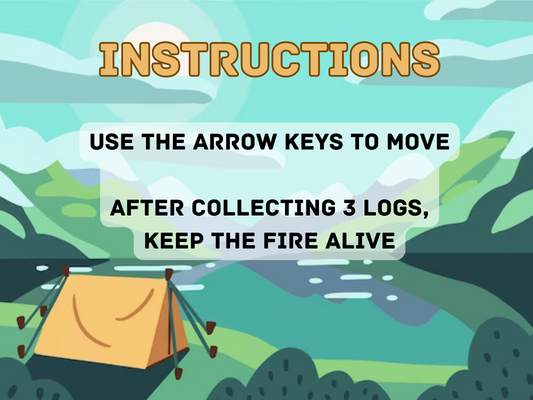 INSTRUCTIONS
USE THE ARROW KEYS TO MOVE
AFTER COLLECTING 3 LOGS,
KEEP THE FIRE ALIVE